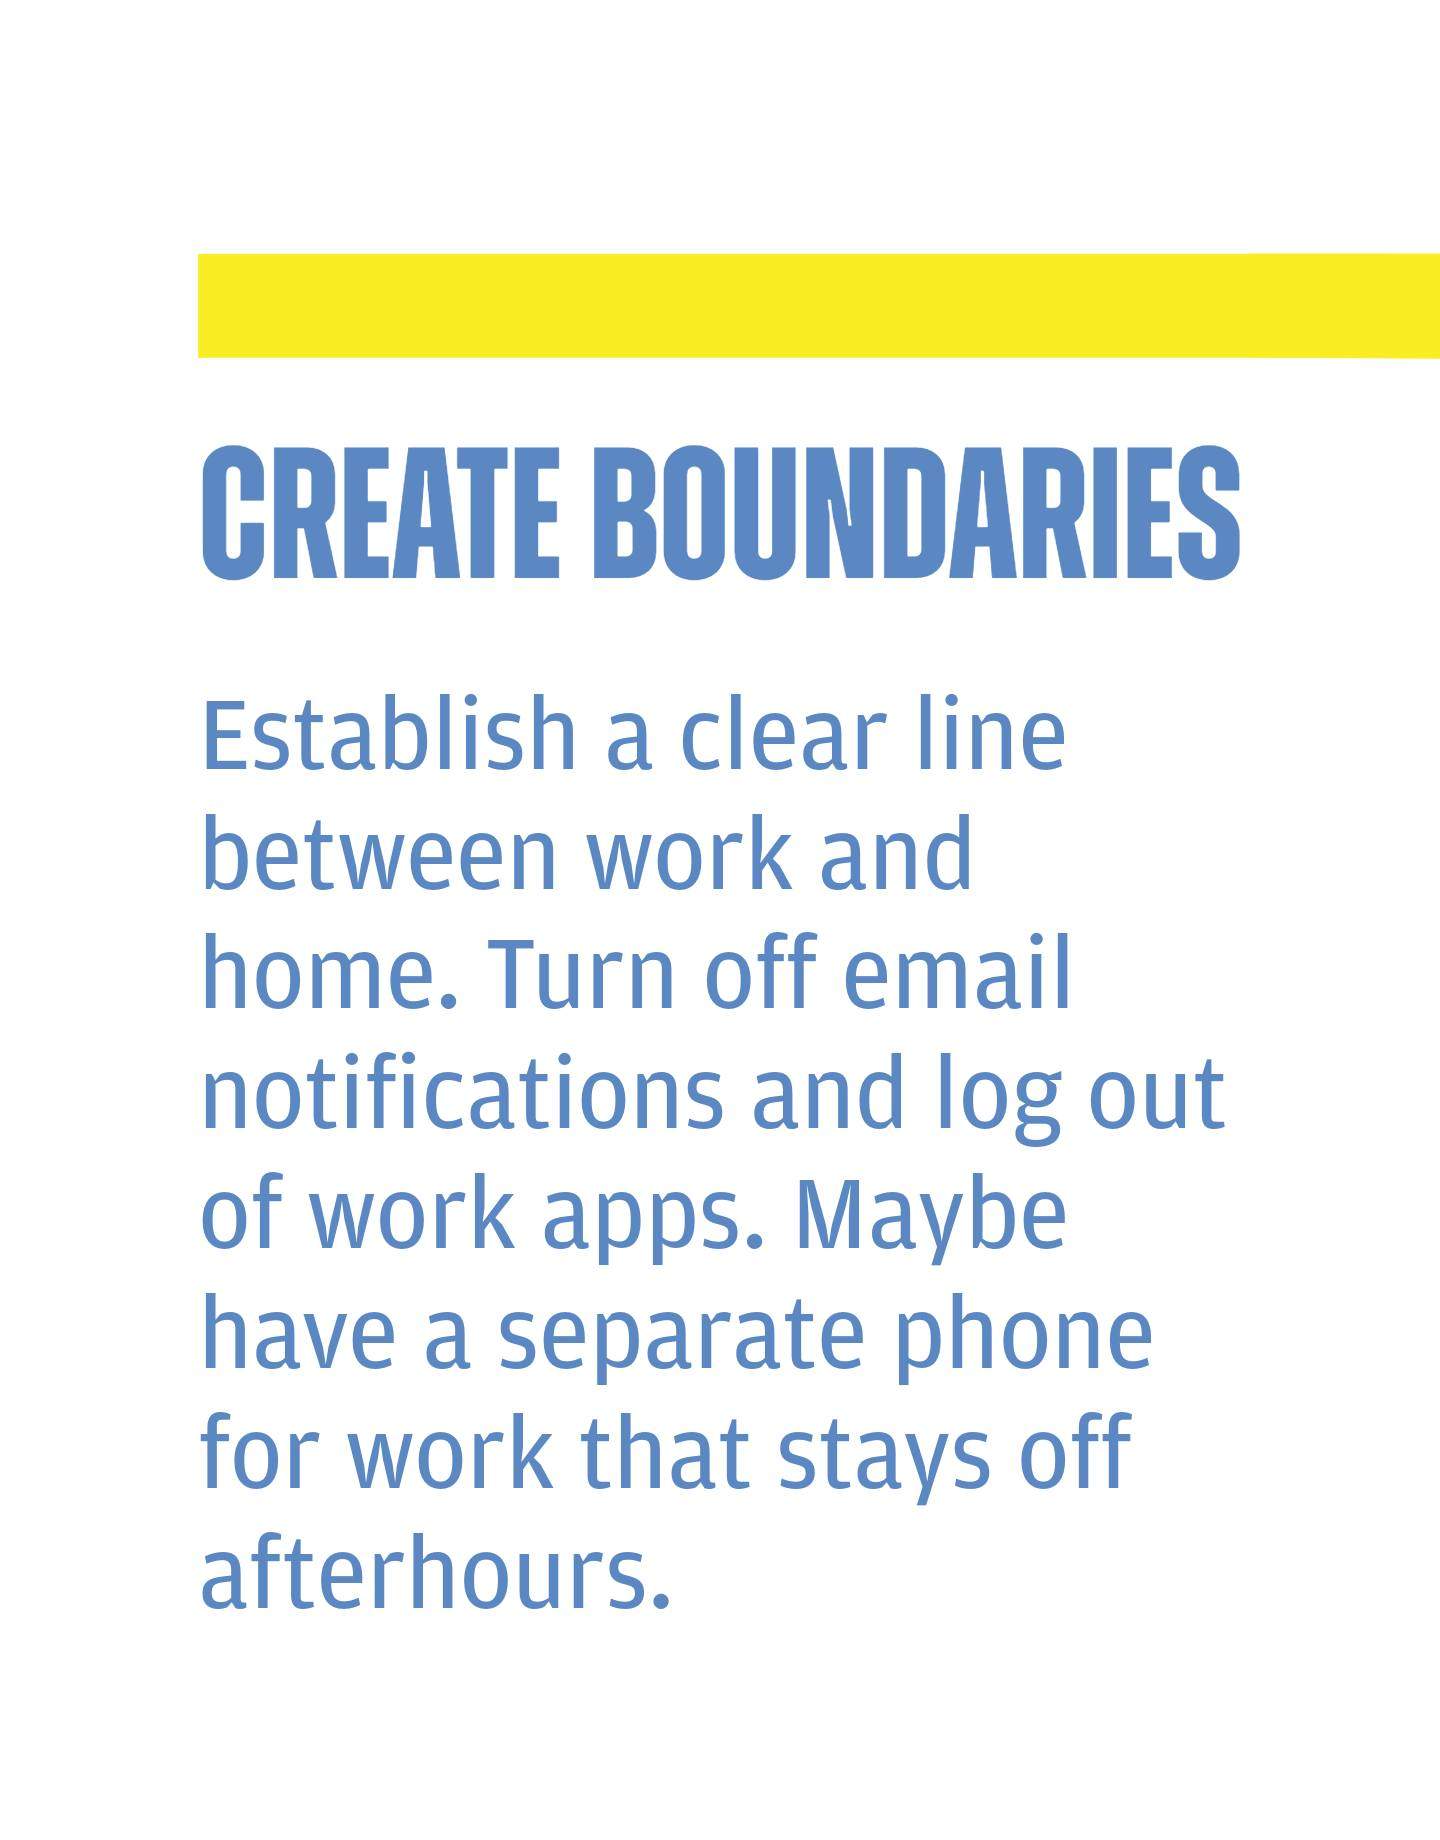 CREATE BOUNDARIES
Establish a clear line
between work and
home. Turn off email
notifications and log out
of work apps. Maybe
have a separate phone
for work that stays off
afterhours.